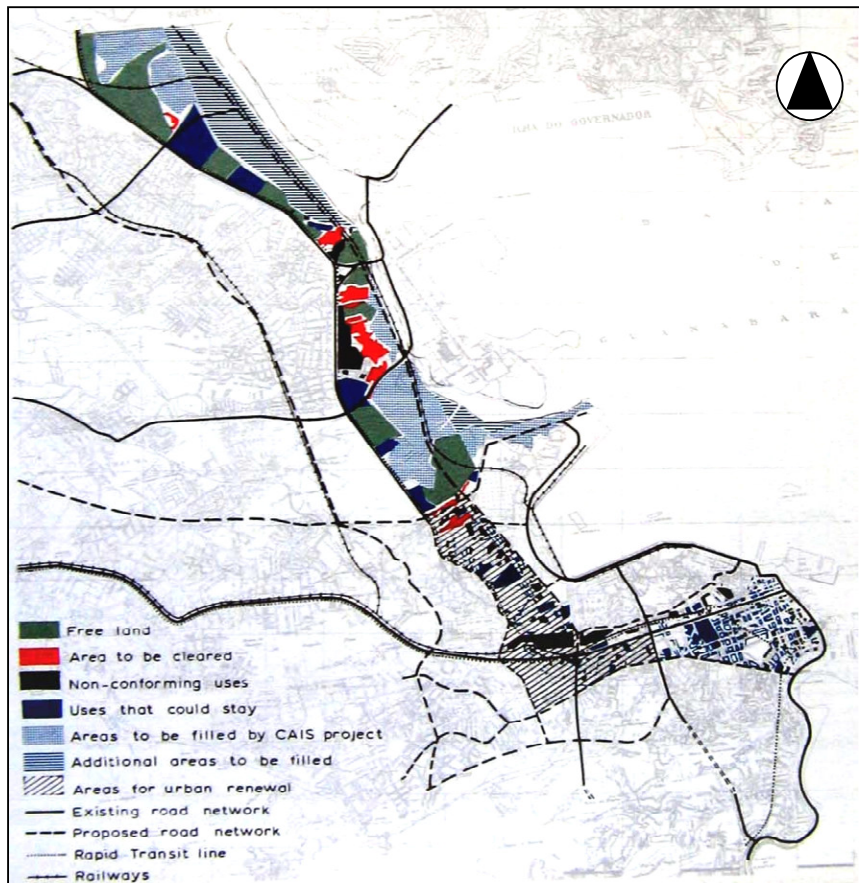 ILHA DO GOVERNADOR
B A I A
D E
G U A N A B A R A
Free land
Area to be cleared
Non-conforming uses
Uses that could stay
Areas to be filled by CAIS project
Additional areas to be filled
Areas for urban renewal
Existing road network
Proposed road network
Rapid Transit line
Railways